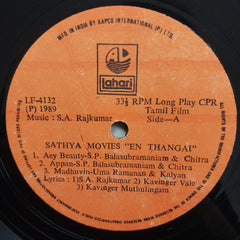 MFD. IN INDIA BY KAPCO INTERNATIONAL (P) LTD.
Lahari
LF-4132
(P) 1989
Music : S.A. Rajkumar
33⅓ RPM Long Play CPR
Tamil Film
Side—A
SATHYA MOVIES "EN THANGAI"
1. Aey Beauty-S.P. Balasubramaniam & Chitra
2. Appan-S.P. Balasubramaniam & Chitra
3. Madhuvin-Uma Ramanan & Kalyan
Lyrics : 1)S.A. Rajkumar 2) Kavinger Vale
3) Kavinger Muthulingam